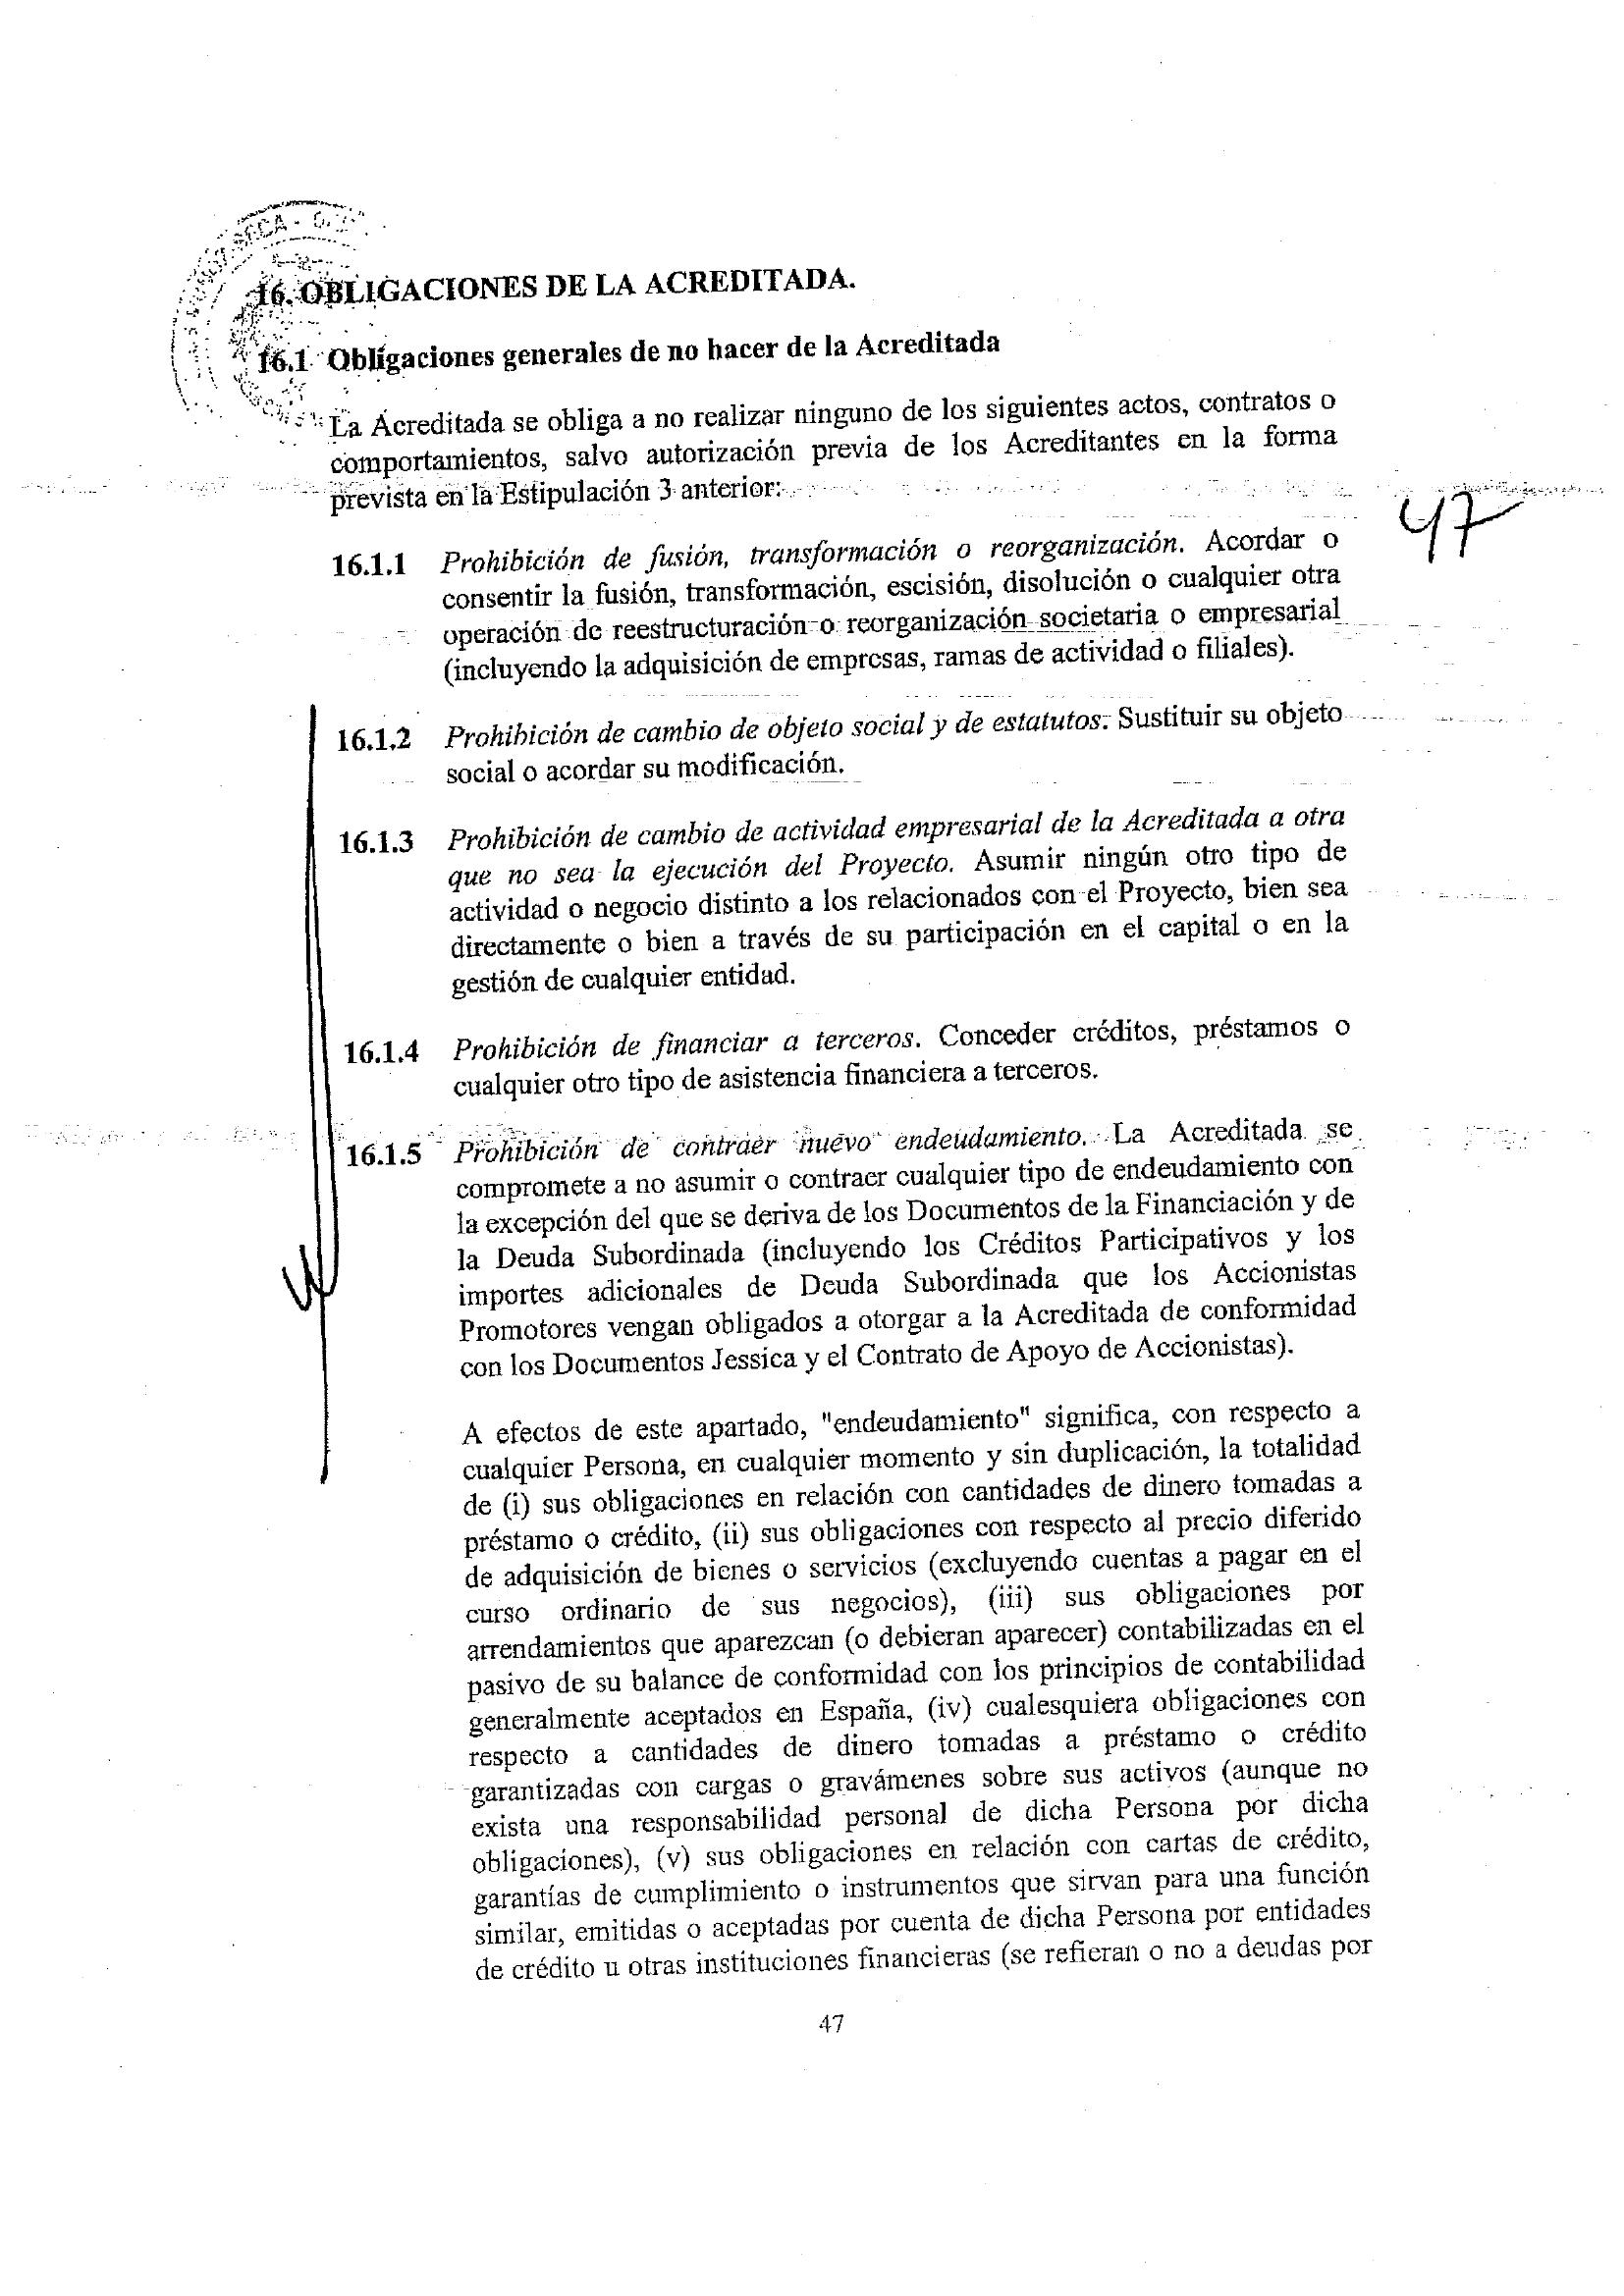 16. OBLIGACIONES DE LA ACREDITADA.
16.1 Obligaciones generales de no hacer de la Acreditada
La Acreditada se obliga a no realizar ninguno de los siguientes actos, contratos o
comportamientos, salvo autorización previa de los Acreditantes en la forma
prevista en la Estipulación 3 anterior:
47
16.1.1 Prohibición de fusión, transformación o reorganización. Acordar o
consentir la fusión, transformación, escisión, disolución o cualquier otra
operación de reestructuración o reorganización societaria o empresarial
(incluyendo la adquisición de empresas, ramas de actividad o filiales).
16.1.2 Prohibición de cambio de objeto social y de estatutos. Sustituir su objeto
social o acordar su modificación.
16.1.3 Prohibición de cambio de actividad empresarial de la Acreditada a otra
que no sea la ejecución del Proyecto. Asumir ningún otro tipo de
actividad o negocio distinto a los relacionados con el Proyecto, bien sea
directamente o bien a través de su participación en el capital o en la
gestión de cualquier entidad.
16.1.4 Prohibición de financiar a terceros. Conceder créditos, préstamos o
cualquier otro tipo de asistencia financiera a terceros.
16.1.5 Prohibición de contraer nuevo endeudamiento. La Acreditada se
compromete a no asumir o contraer cualquier tipo de endeudamiento con
la excepción del que se deriva de los Documentos de la Financiación y de
la Deuda Subordinada (incluyendo los Créditos Participativos y los
importes adicionales de Deuda Subordinada que los Accionistas
Promotores vengan obligados a otorgar a la Acreditada de conformidad
con los Documentos Jessica y el Contrato de Apoyo de Accionistas).
A efectos de este apartado, "endeudamiento" significa, con respecto a
cualquier Persona, en cualquier momento y sin duplicación, la totalidad
de (i) sus obligaciones en relación con cantidades de dinero tomadas a
préstamo o crédito, (ii) sus obligaciones con respecto al precio diferido
de adquisición de bienes o servicios (excluyendo cuentas a pagar en el
curso ordinario de sus negocios), (iii) sus obligaciones por
arrendamientos que aparezcan (o debieran aparecer) contabilizadas en el
pasivo de su balance de conformidad con los principios de contabilidad
generalmente aceptados en España, (iv) cualesquiera obligaciones con
respecto a cantidades de dinero tomadas a préstamo o crédito
garantizadas con cargas o gravámenes sobre sus activos (aunque no
exista una responsabilidad personal de dicha Persona por dicha
obligaciones), (v) sus obligaciones en relación con cartas de crédito,
garantías de cumplimiento o instrumentos que sirvan para una función
similar, emitidas o aceptadas por cuenta de dicha Persona por entidades
de crédito u otras instituciones financieras (se refieran o no a deudas por
47